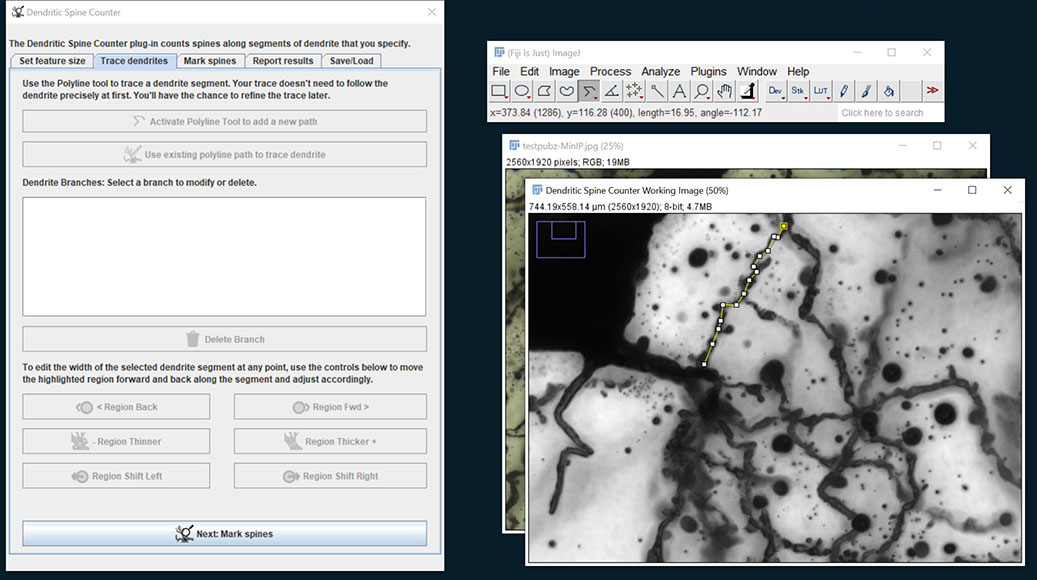 Dendritic Spine Counter
The Dendritic Spine Counter plug-in counts spines along segments of dendrite that you specify.
Set feature size
Trace dendrites
Mark spines
Report results
Save/Load
Use the Polyline tool to trace a dendrite segment. Your trace doesn't need to follow the
dendrite precisely at first. You'll have the chance to refine the trace later.
Activate Polyline Tool to add a new path
Use existing polyline path to trace dendrite
Dendrite Branches: Select a branch to modify or delete.
Delete Branch
To edit the width of the selected dendrite segment at any point, use the controls below to move
the highlighted region forward and back along the segment and adjust accordingly.
< Region Back
Region Fwd >
- Region Thinner
Region Thicker +
Region Shift Left
Region Shift Right
Next: Mark spines
(Fiji Is Just) ImageJ
File Edit Image Process Analyze Plugins Window Help
Dev Stk LUT
x=373.84 (1286), y=116.28 (400), length=16.95, angle=-112.17
Click here to search
testpubz-MinIP.jpg (25%)
2560x1920 pixels; RGB; 19MB
Dendritic Spine Counter Working Image (50%)
744.19x558.14 µm (2560x1920); 8-bit; 4.7MB